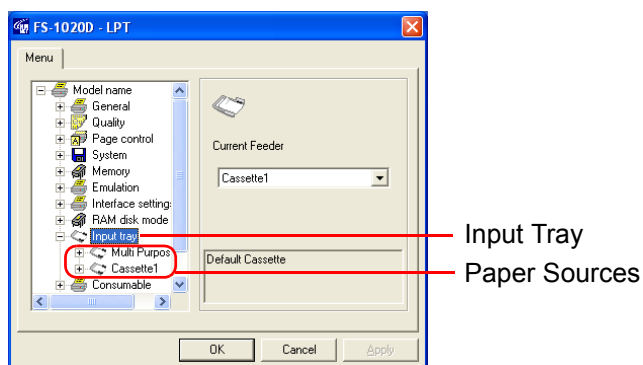 FS-1020D - LPT
Menu
Model name
General
Quality
Page control
System
Memory
Emulation
Interface setting:
RAM disk mode
Input tray
Multi Purpos
Cassette1
Consumable
Current Feeder
Cassette1
Default Cassette
OK Cancel Apply
Input Tray
Paper Sources